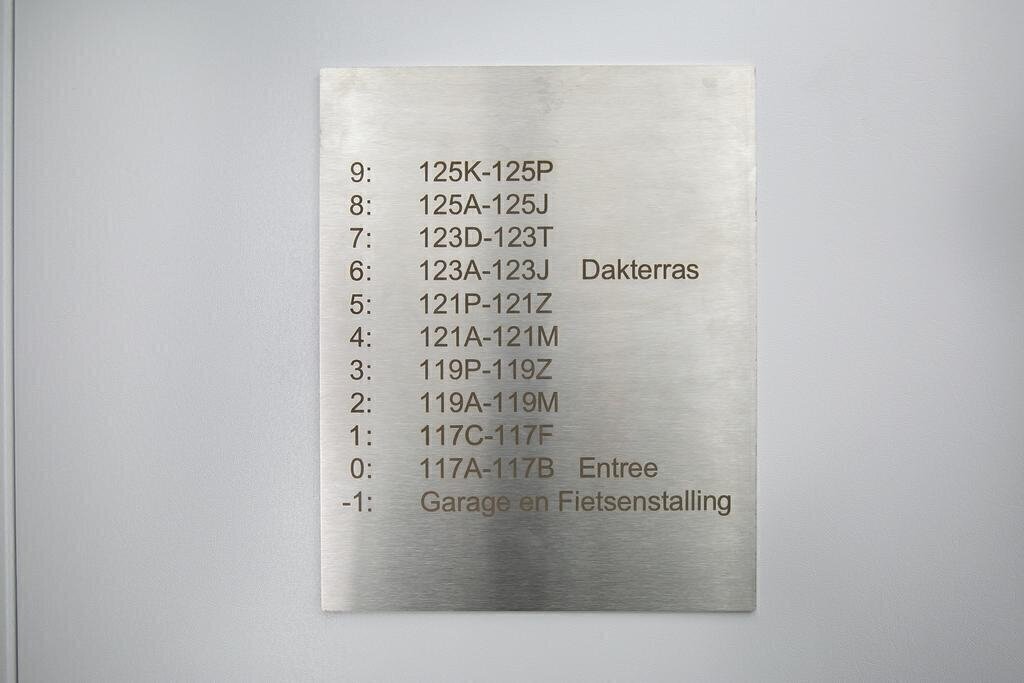 9: 125K-125P
8: 125A-125J
7: 123D-123T
6: 123A-123J Dakterras
5: 121P-121Z
4: 121A-121M
3: 119P-119Z
2: 119A-119M
1: 117C-117F
0: 117A-117B Entree
-1: Garage en Fietsenstalling